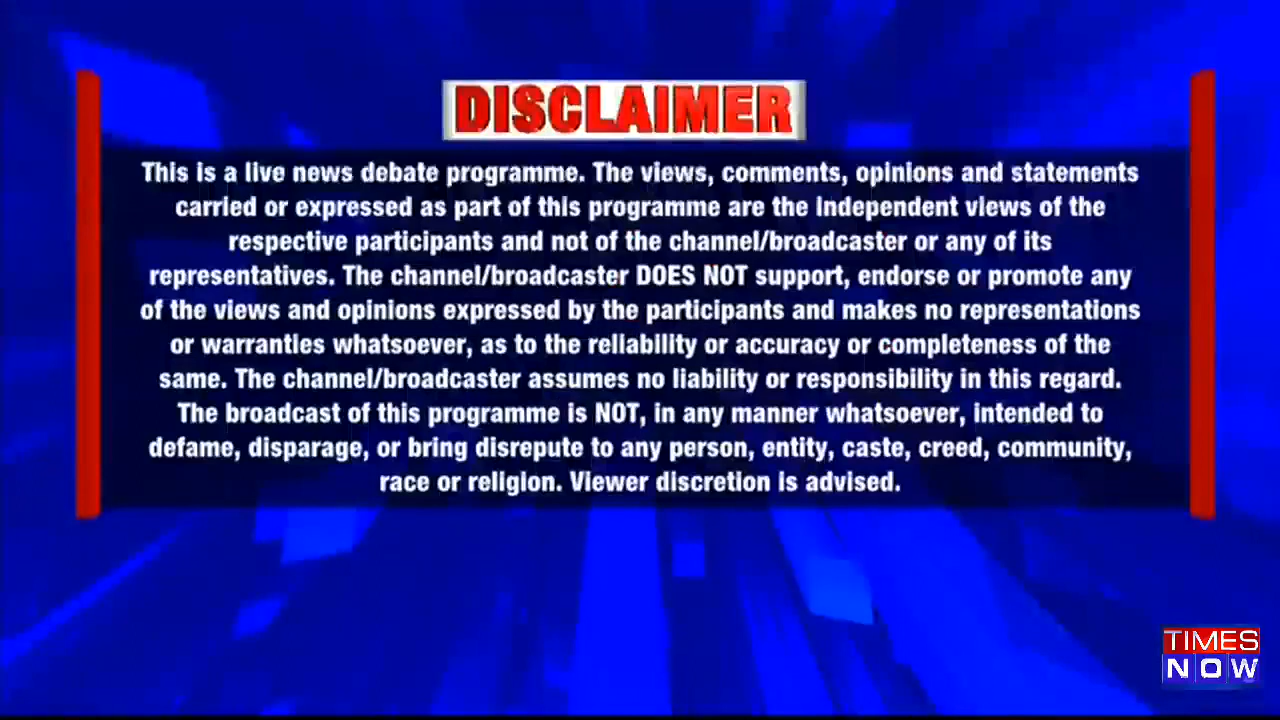 DISCLAIMER
This is a live news debate programme. The views, comments, opinions and statements
carried or expressed as part of this programme are the independent views of the
respective participants and not of the channel/broadcaster or any of its
representatives. The channel/broadcaster DOES NOT support, endorse or promote any
of the views and opinions expressed by the participants and makes no representations
or warranties whatsoever, as to the reliability or accuracy or completeness of the
same. The channel/broadcaster assumes no liability or responsibility in this regard.
The broadcast of this programme is NOT, in any manner whatsoever, intended to
defame, disparage, or bring disrepute to any person, entity, caste, creed, community,
race or religion. Viewer discretion is advised.
TIMES
NOW